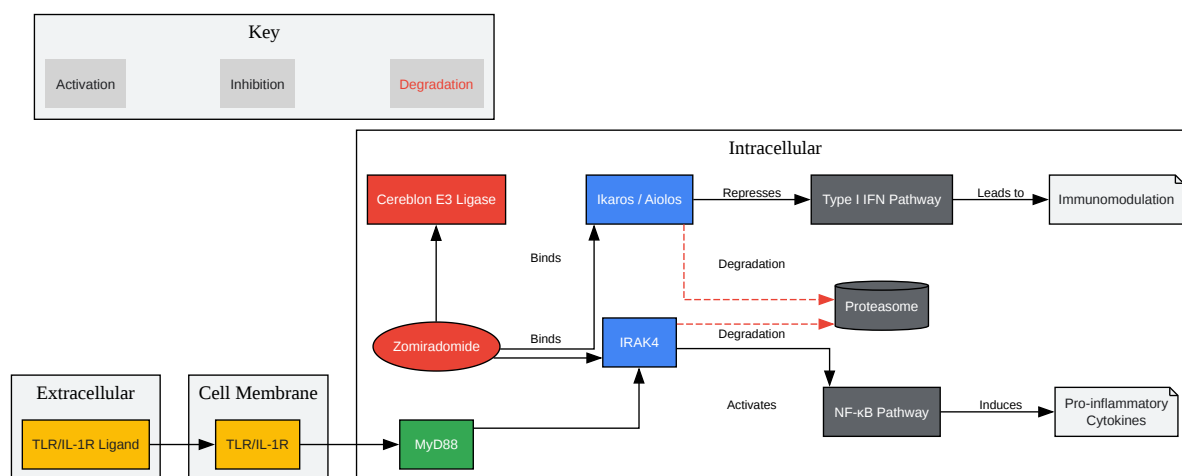 Key
Activation
Inhibition
Degradation
Intracellular
Cereblon E3 Ligase
Ikaros / Aiolos
Represses
Type I IFN Pathway
Leads to
Immunomodulation
Binds
Degradation
Proteasome
Zomiradomide
Binds
IRAK4
Degradation
Extracellular
Cell Membrane
Activates
NF-κB Pathway
Induces
Pro-inflammatory
Cytokines
TLR/IL-1R Ligand
TLR/IL-1R
MyD88